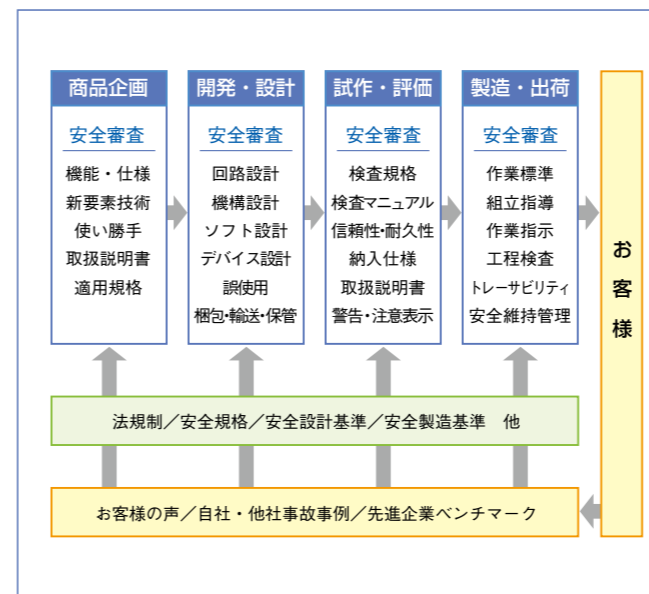 商品企画
安全審査
機能・仕様
新要素技術
使い勝手
取扱説明書
適用規格
開発・設計
安全審査
回路設計
機構設計
ソフト設計
デバイス設計
誤使用
梱包・輸送・保管
試作・評価
安全審査
検査規格
検査マニュアル
信頼性・耐久性
納入仕様
取扱説明書
警告・注意表示
製造・出荷
安全審査
作業標準
組立指導
作業指示
工程検査
トレーサビリティ
安全維持管理
お客様
法規制／安全規格／安全設計基準／安全製造基準　他
お客様の声／自社・他社事故事例／先進企業ベンチマーク